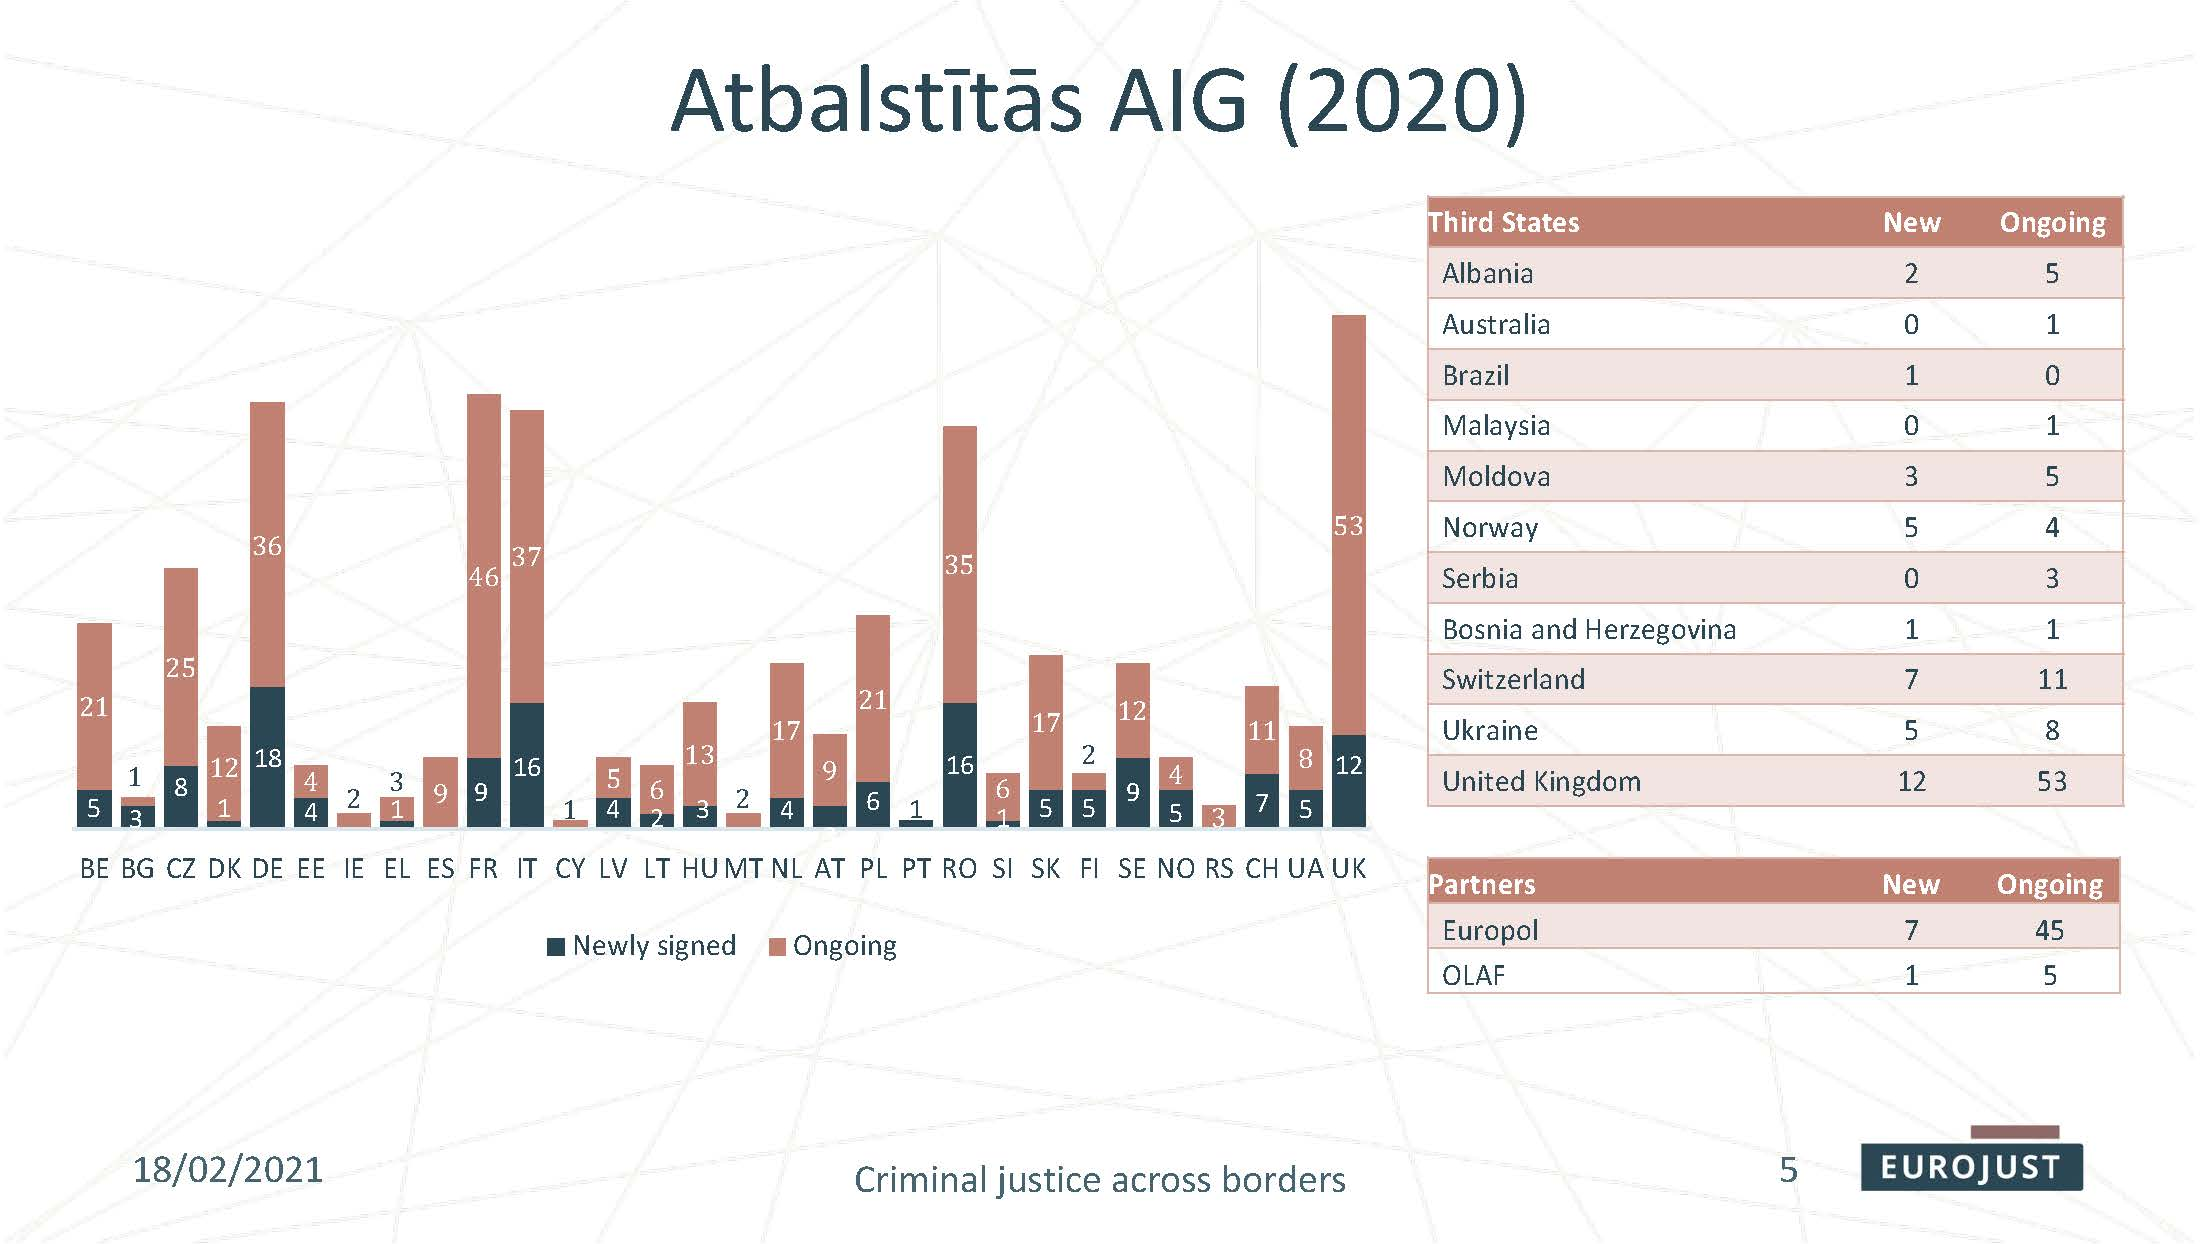 Atbalstītās AIG (2020)
53
36
46
37
35
25
21
21
17
17
13
12
12
11
9
9
8
6
6
5
4
4
3
2
2
2
1
1
1
1
3
5
3
8
1
18
4
9
16
4
2
3
4
6
1
16
1
5
5
9
5
7
5
12
BE BG CZ DK DE EE IE EL ES FR IT CY LV LT HU MT NL AT PL PT RO SI SK FI SE NO RS CH UA UK
Newly signed Ongoing
Third States New Ongoing
Albania 2 5
Australia 0 1
Brazil 1 0
Malaysia 0 1
Moldova 3 5
Norway 5 4
Serbia 0 3
Bosnia and Herzegovina 1 1
Switzerland 7 11
Ukraine 5 8
United Kingdom 12 53
Partners New Ongoing
Europol 7 45
OLAF 1 5
18/02/2021
Criminal justice across borders
5
EUROJUST